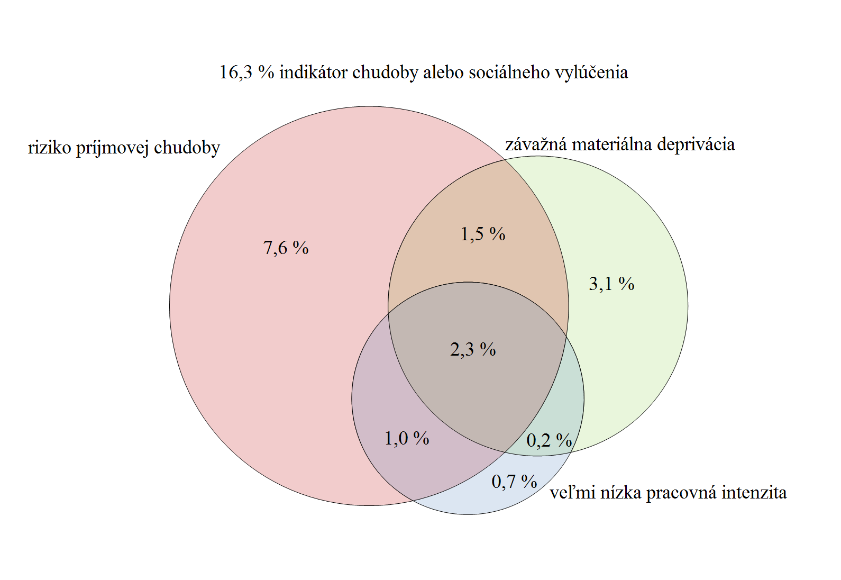 16,3 % indikátor chudoby alebo sociálneho vylúčenia
riziko príjmovej chudoby
závažná materiálna deprivácia
7,6 %
1,5 %
3,1 %
2,3 %
1,0 %
0,2 %
0,7 %
veľmi nízka pracovná intenzita